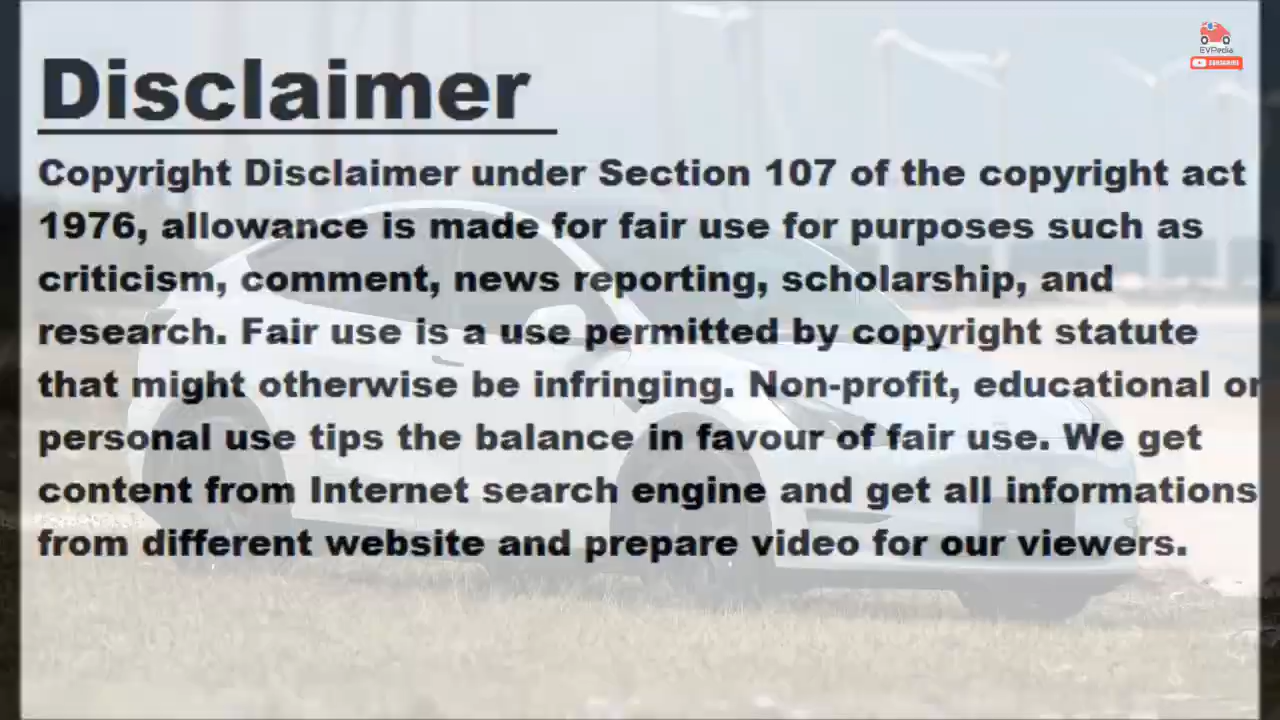 EVPedia
SUBSCRIBE
Disclaimer
Copyright Disclaimer under Section 107 of the copyright act
1976, allowance is made for fair use for purposes such as
criticism, comment, news reporting, scholarship, and
research. Fair use is a use permitted by copyright statute
that might otherwise be infringing. Non-profit, educational or
personal use tips the balance in favour of fair use. We get
content from Internet search engine and get all informations
from different website and prepare video for our viewers.